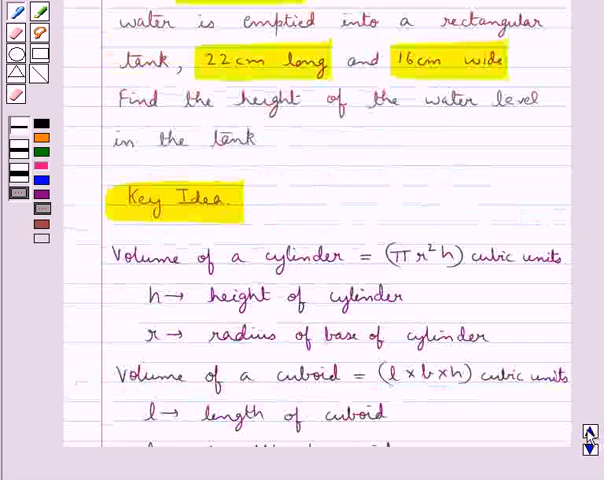 water is emptied into a rectangular
tank, 22 cm long and 16 cm wide
Find the height of the water level
in the tank
Key Idea.
Volume of a cylinder = (πr²h) cubic units
h → height of cylinder
r → radius of base of cylinder
Volume of a cuboid = (l × b × h) cubic units
l → length of cuboid